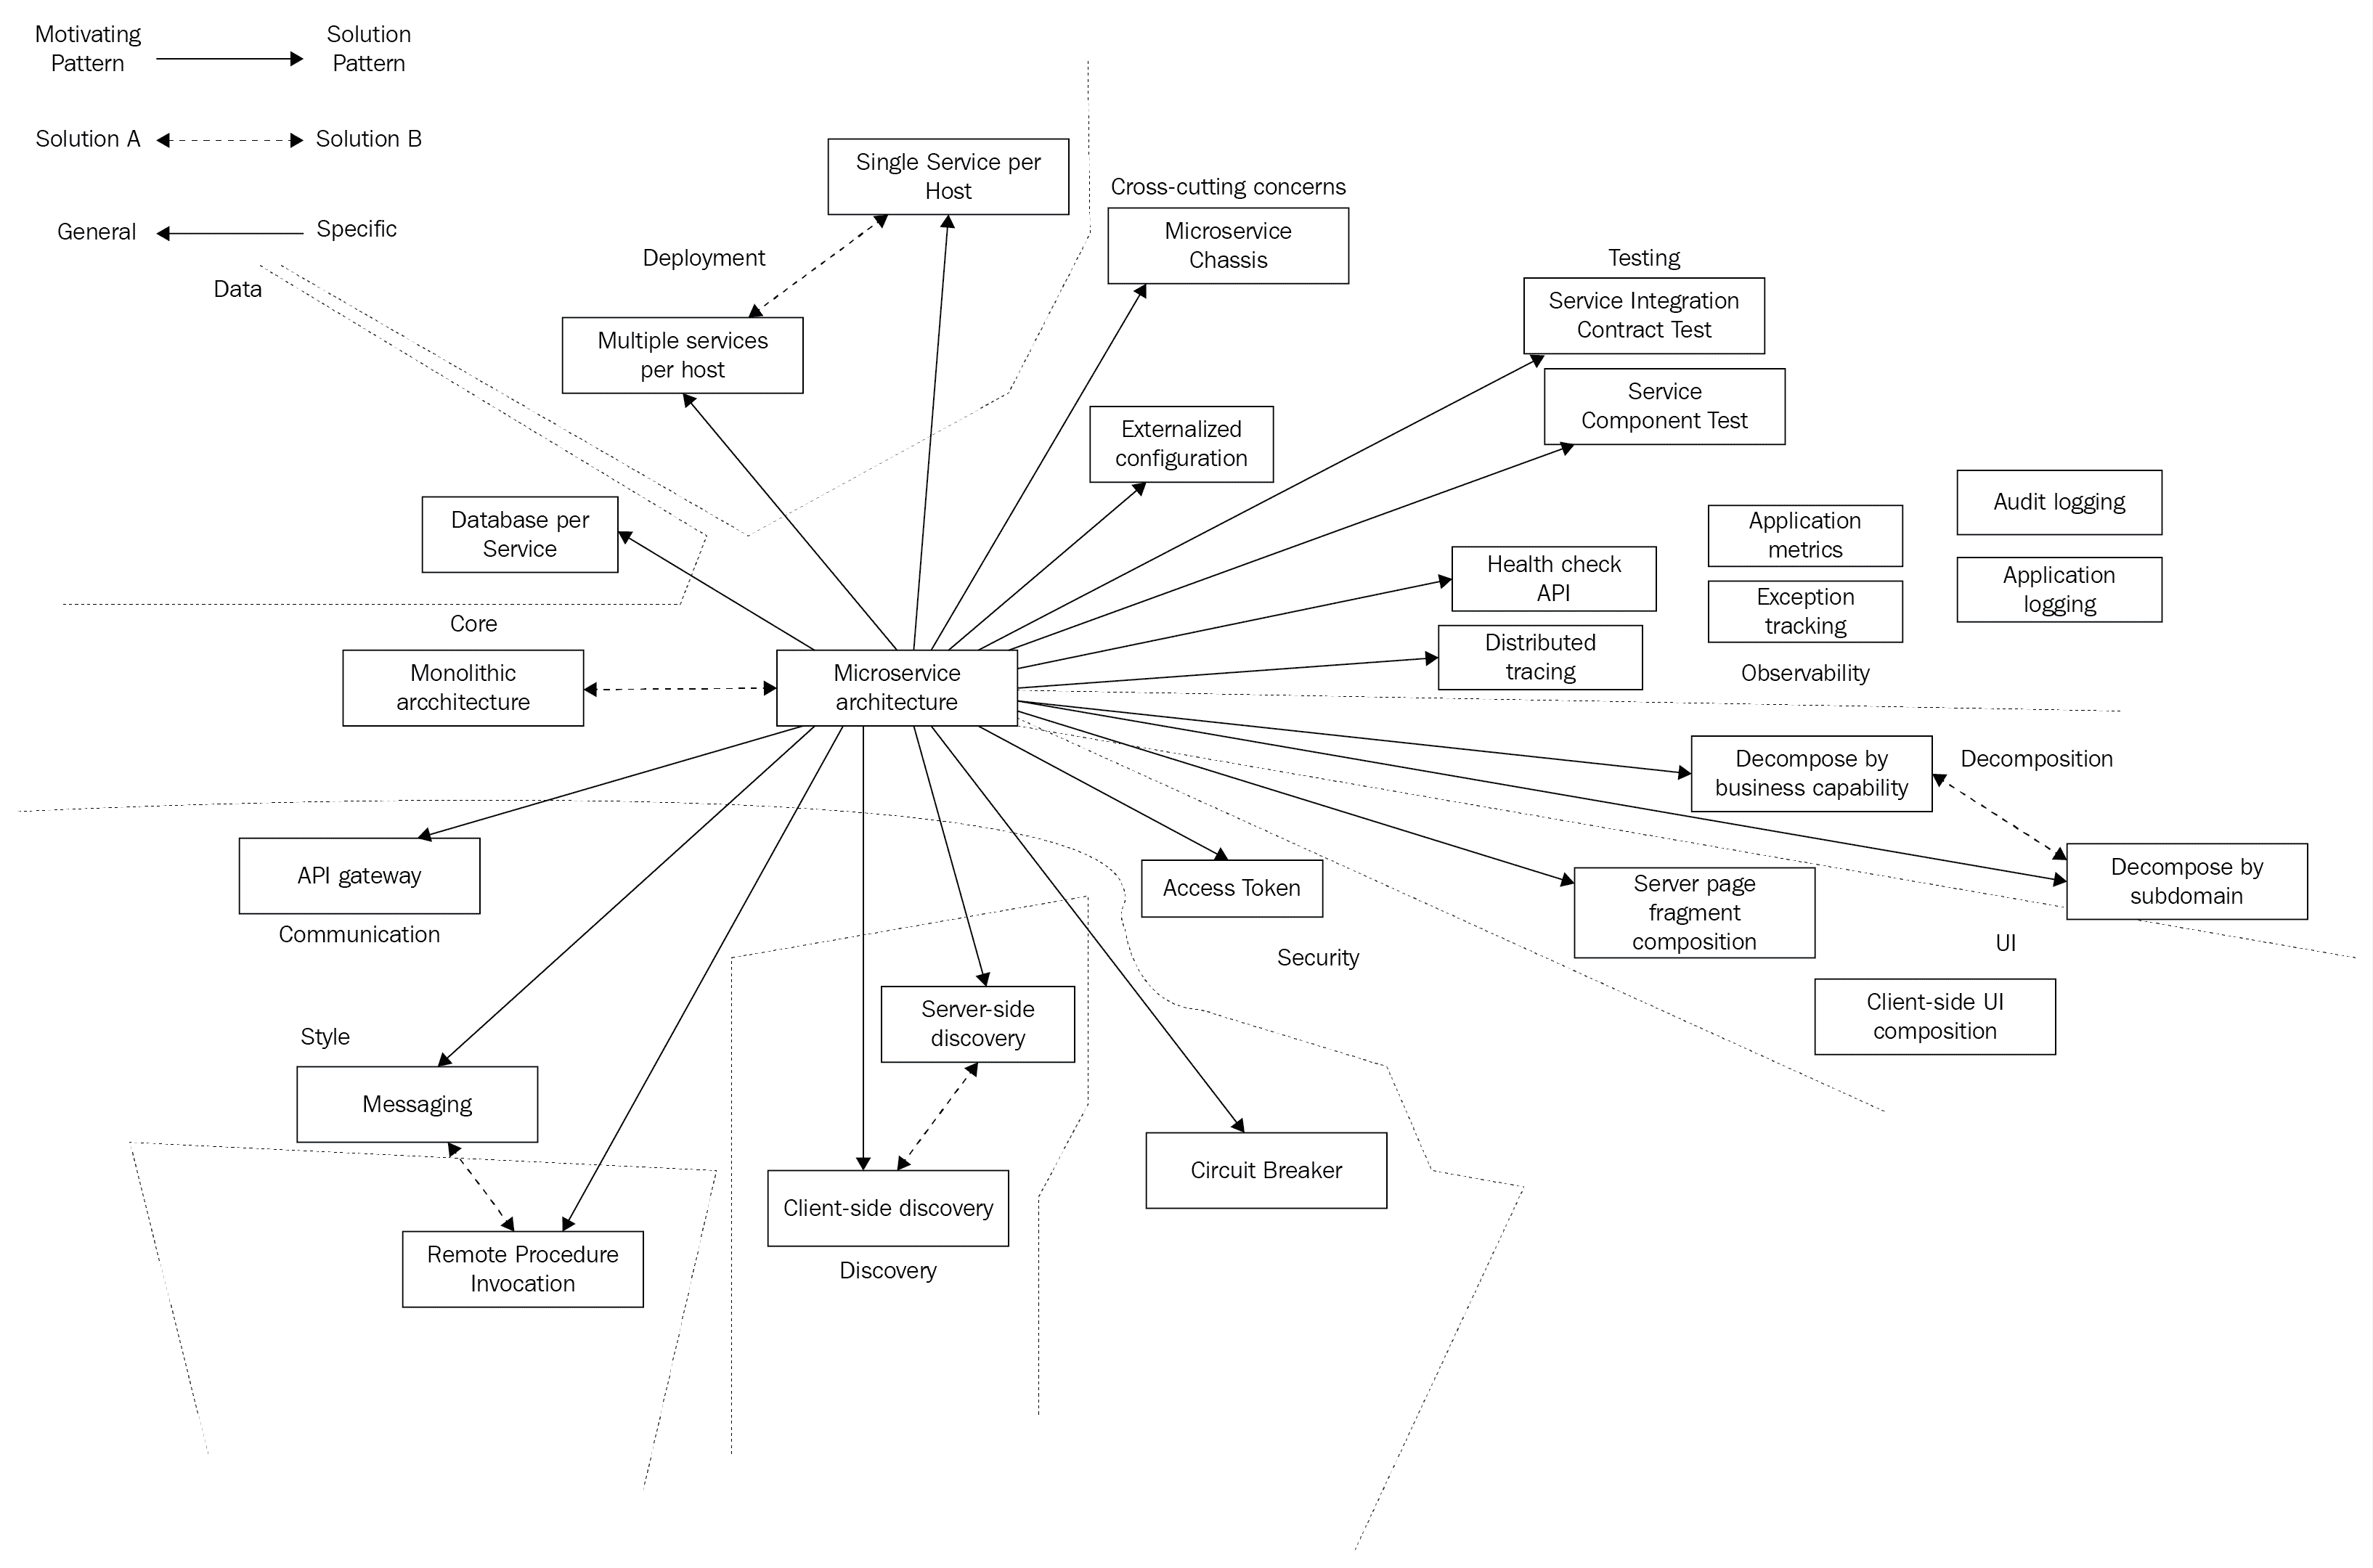 Motivating
Pattern
Solution
Pattern
Solution A
Solution B
General
Specific
Data
Deployment
Single Service per
Host
Multiple services
per host
Cross-cutting concerns
Microservice
Chassis
Externalized
configuration
Testing
Service Integration
Contract Test
Service
Component Test
Database per
Service
Audit logging
Application
metrics
Application
logging
Health check
API
Exception
tracking
Distributed
tracing
Observability
Core
Monolithic
arcchitecture
Microservice
architecture
Decompose by
business capability
Decomposition
Decompose by
subdomain
API gateway
Communication
Access Token
Security
Server page
fragment
composition
UI
Client-side UI
composition
Style
Messaging
Remote Procedure
Invocation
Server-side
discovery
Client-side discovery
Discovery
Circuit Breaker